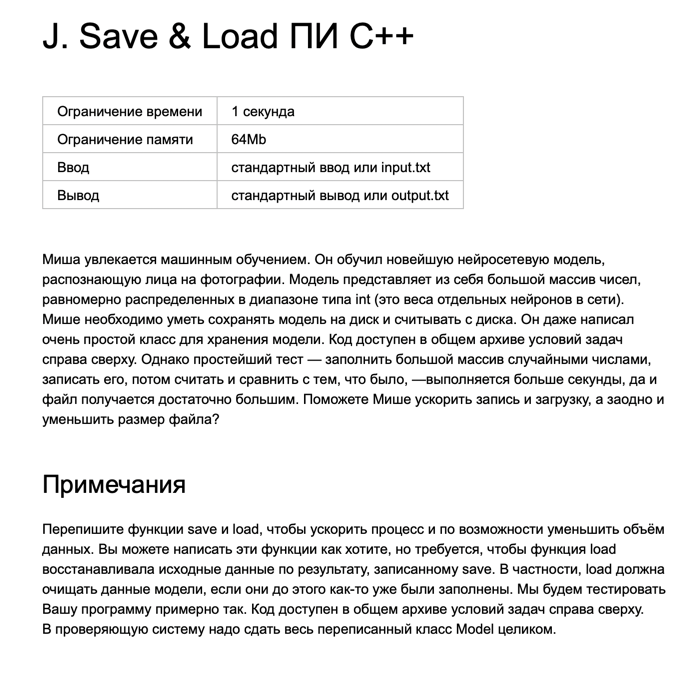 J. Save & Load ПИ C++
Ограничение времени 1 секунда
Ограничение памяти 64Mb
Ввод стандартный ввод или input.txt
Вывод стандартный вывод или output.txt
Миша увлекается машинным обучением. Он обучил новейшую нейросетевую модель,
распознающую лица на фотографии. Модель представляет из себя большой массив чисел,
равномерно распределенных в диапазоне типа int (это веса отдельных нейронов в сети).
Мише необходимо уметь сохранять модель на диск и считывать с диска. Он даже написал
очень простой класс для хранения модели. Код доступен в общем архиве условий задач
справа сверху. Однако простейший тест — заполнить большой массив случайными числами,
записать его, потом считать и сравнить с тем, что было, —выполняется больше секунды, да и
файл получается достаточно большим. Поможете Мише ускорить запись и загрузку, а заодно и
уменьшить размер файла?
Примечания
Перепишите функции save и load, чтобы ускорить процесс и по возможности уменьшить объём
данных. Вы можете написать эти функции как хотите, но требуется, чтобы функция load
восстанавливала исходные данные по результату, записанному save. В частности, load должна
очищать данные модели, если они до этого как-то уже были заполнены. Мы будем тестировать
Вашу программу примерно так. Код доступен в общем архиве условий задач справа сверху.
В проверяющую систему надо сдать весь переписанный класс Model целиком.